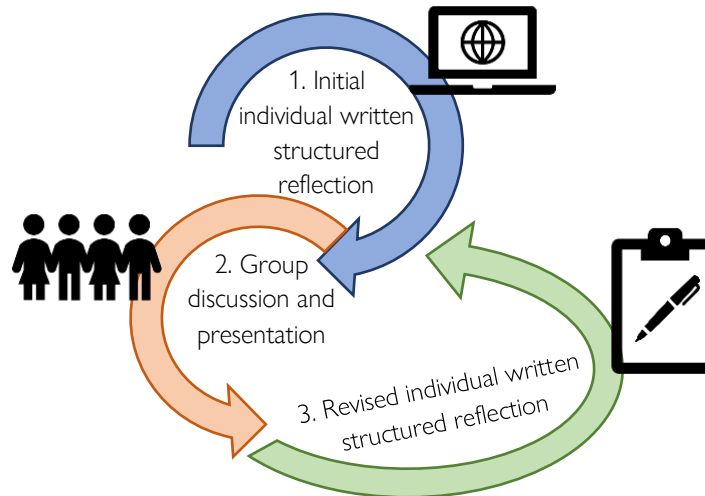 1. Initial
individual written
structured
reflection
2. Group
discussion and
presentation
3. Revised individual written
structured reflection